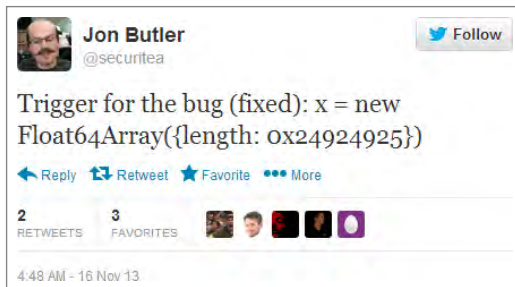 Jon Butler
@securitea
Follow
Trigger for the bug (fixed): x = new
Float64Array({length: 0x24924925})
Reply Retweet Favorite More
2 3
RETWEETS FAVORITES
4:48 AM - 16 Nov 13